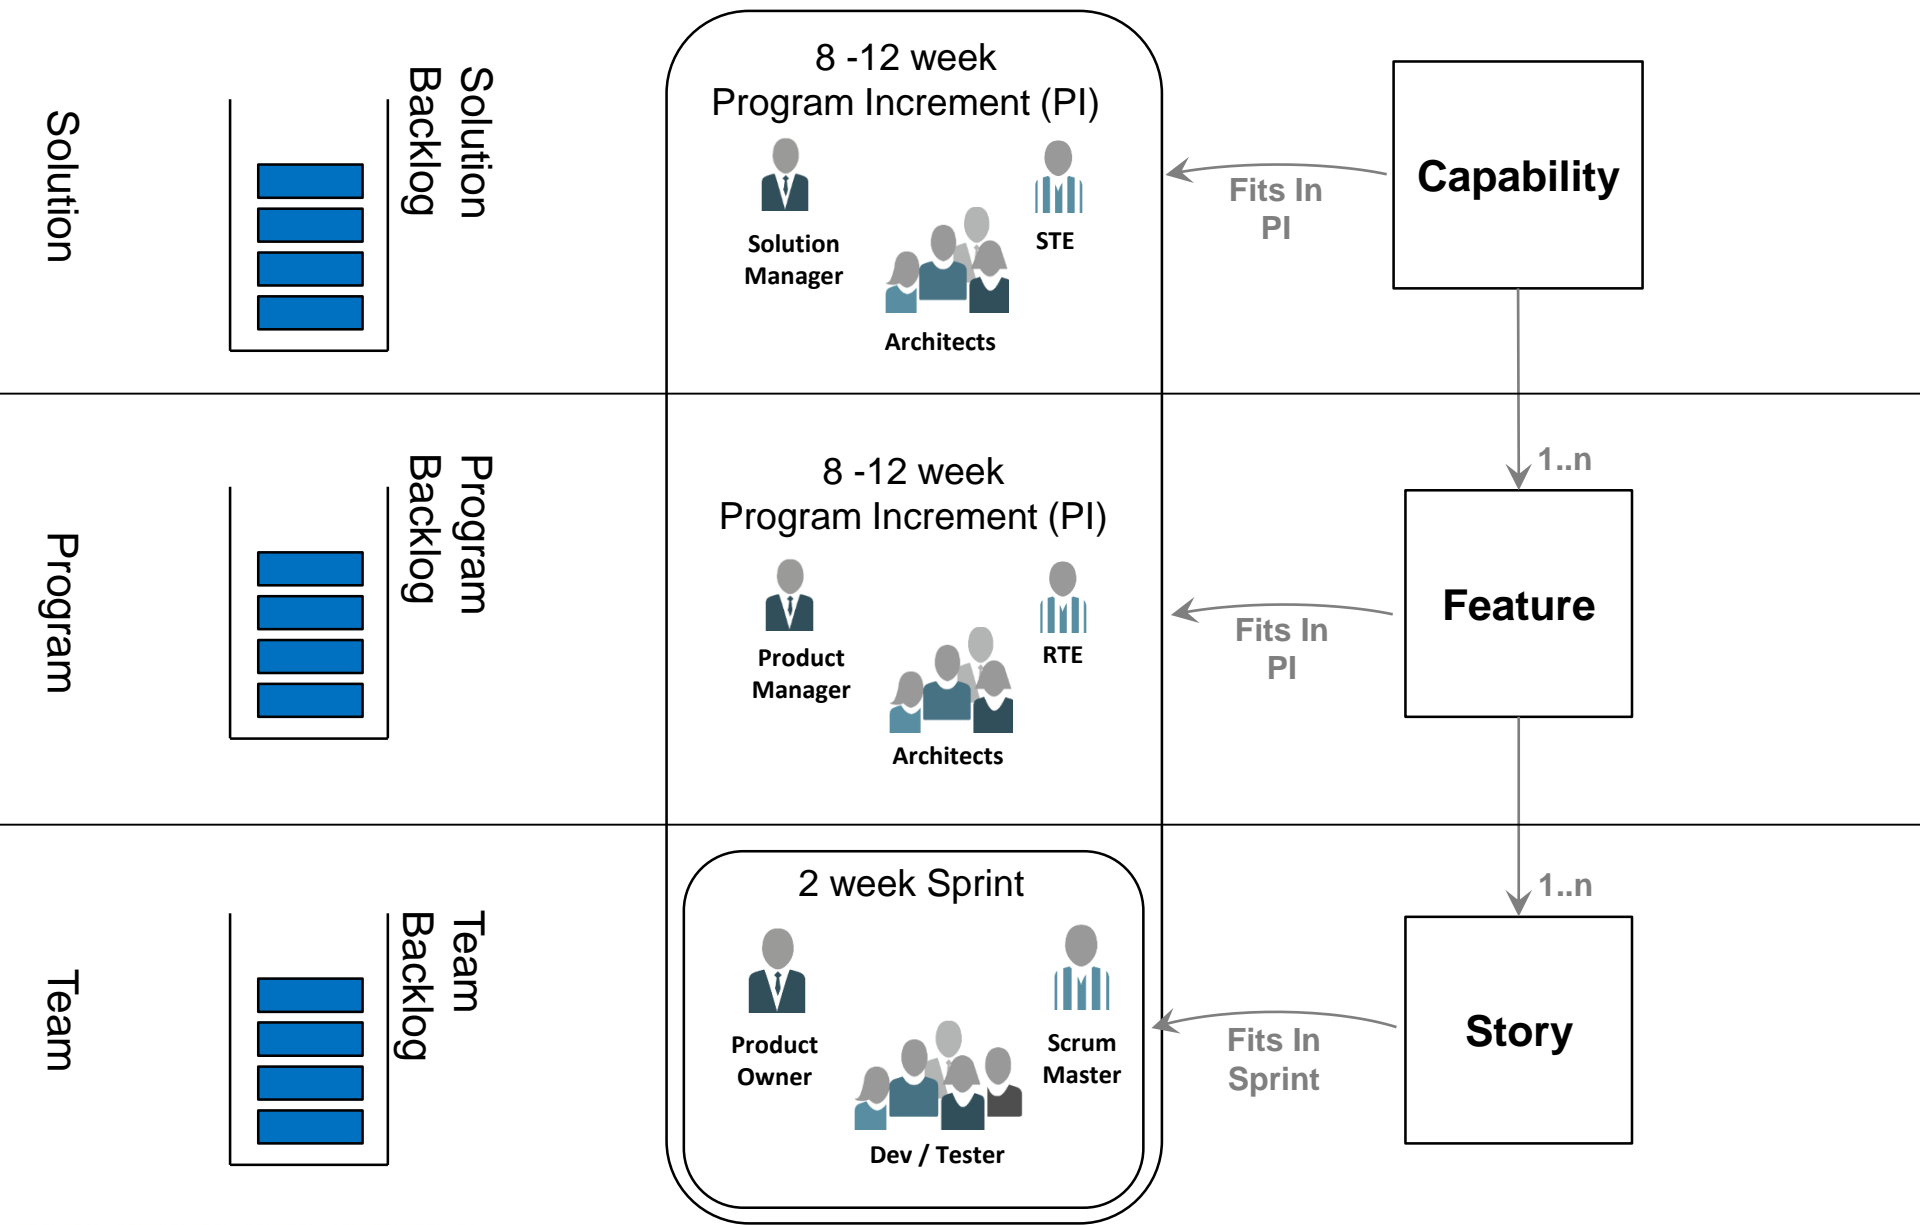 Solution
Solution
Backlog
8 -12 week
Program Increment (PI)
Solution
Manager
STE
Architects
Fits In
PI
Capability
Program
Program
Backlog
8 -12 week
Program Increment (PI)
Product
Manager
RTE
Architects
Fits In
PI
1..n
Feature
Team
Team
Backlog
2 week Sprint
Product
Owner
Scrum
Master
Dev / Tester
Fits In
Sprint
1..n
Story